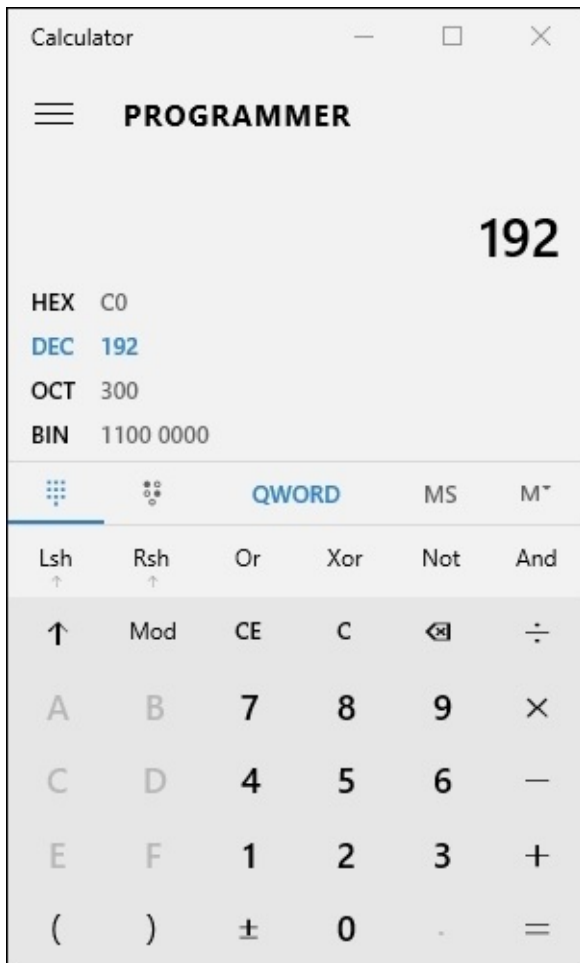 Calculator
PROGRAMMER
192
HEX C0
DEC 192
OCT 300
BIN 1100 0000
QWORD MS M
Lsh Rsh Or Xor Not And
↑ ↑
↑ Mod CE C ÷
A B 7 8 9 ×
C D 4 5 6 −
E F 1 2 3 +
( ) ± 0 . =